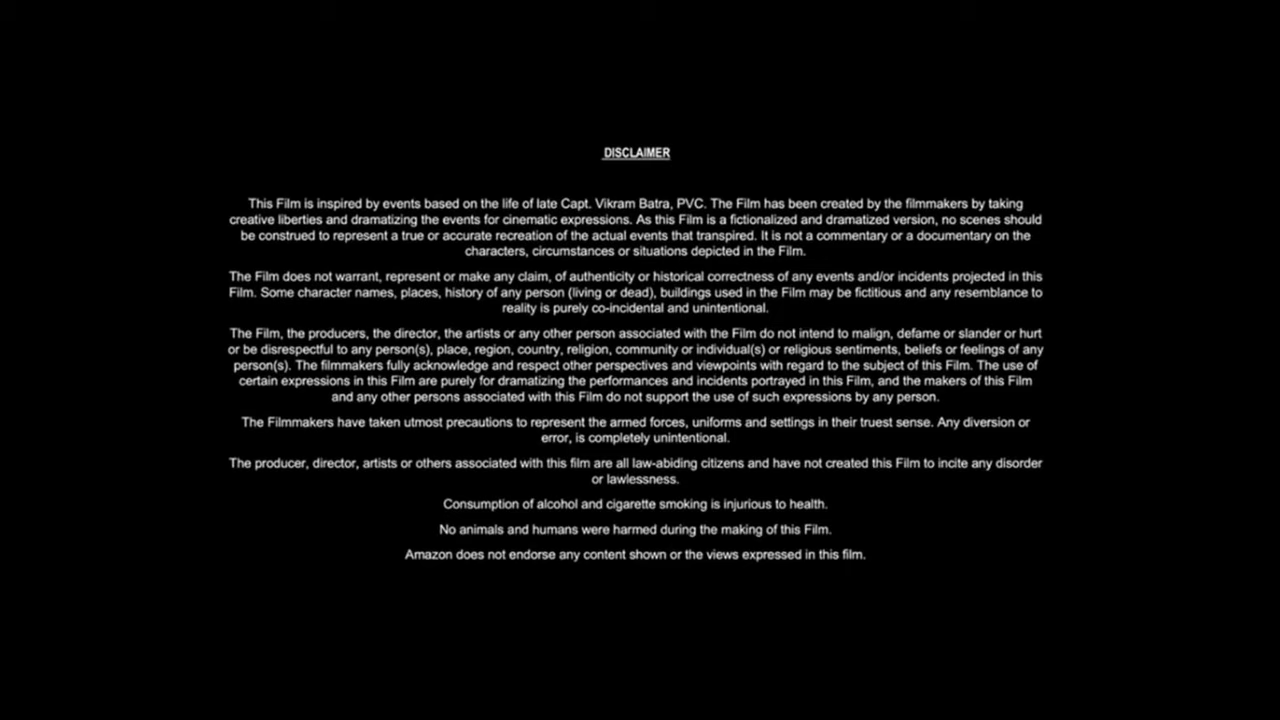 DISCLAIMER
This Film is inspired by events based on the life of late Capt. Vikram Batra, PVC. The Film has been created by the filmmakers by taking
creative liberties and dramatizing the events for cinematic expressions. As this Film is a fictionalized and dramatized version, no scenes should
be construed to represent a true or accurate recreation of the actual events that transpired. It is not a commentary or a documentary on the
characters, circumstances or situations depicted in the Film.
The Film does not warrant, represent or make any claim, of authenticity or historical correctness of any events and/or incidents projected in this
Film. Some character names, places, history of any person (living or dead), buildings used in the Film may be fictitious and any resemblance to
reality is purely co-incidental and unintentional.
The Film, the producers, the director, the artists or any other person associated with the Film do not intend to malign, defame or slander or hurt
or be disrespectful to any person(s), place, region, country, religion, community or individual(s) or religious sentiments, beliefs or feelings of any
person(s). The filmmakers fully acknowledge and respect other perspectives and viewpoints with regard to the subject of this Film. The use of
certain expressions in this Film are purely for dramatizing the performances and incidents portrayed in this Film, and the makers of this Film
and any other persons associated with this Film do not support the use of such expressions by any person.
The Filmmakers have taken utmost precautions to represent the armed forces, uniforms and settings in their truest sense. Any diversion or
error, is completely unintentional.
The producer, director, artists or others associated with this film are all law-abiding citizens and have not created this Film to incite any disorder
or lawlessness.
Consumption of alcohol and cigarette smoking is injurious to health.
No animals and humans were harmed during the making of this Film.
Amazon does not endorse any content shown or the views expressed in this film.